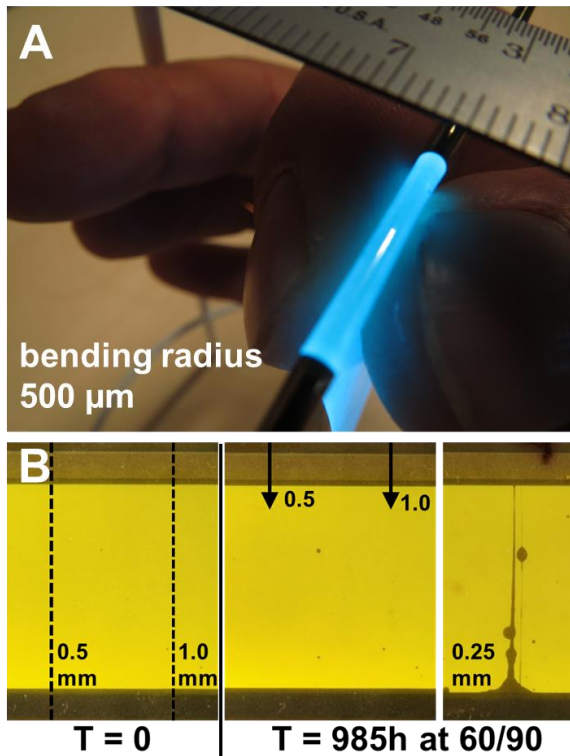 A
U.S.A.
48
56
7
3
8
bending radius
500 µm
B
0.5
mm
1.0
mm
0.5
1.0
0.25
mm
T = 0
T = 985h at 60/90